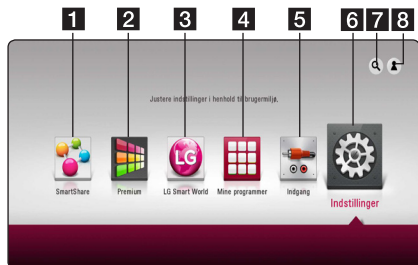 1 2 3 4 5 6 7 8
Justere indstillinger i henhold til brugermiljø.
LG
SmartShare Premium LG Smart World Mine programmer Indgang Indstillinger